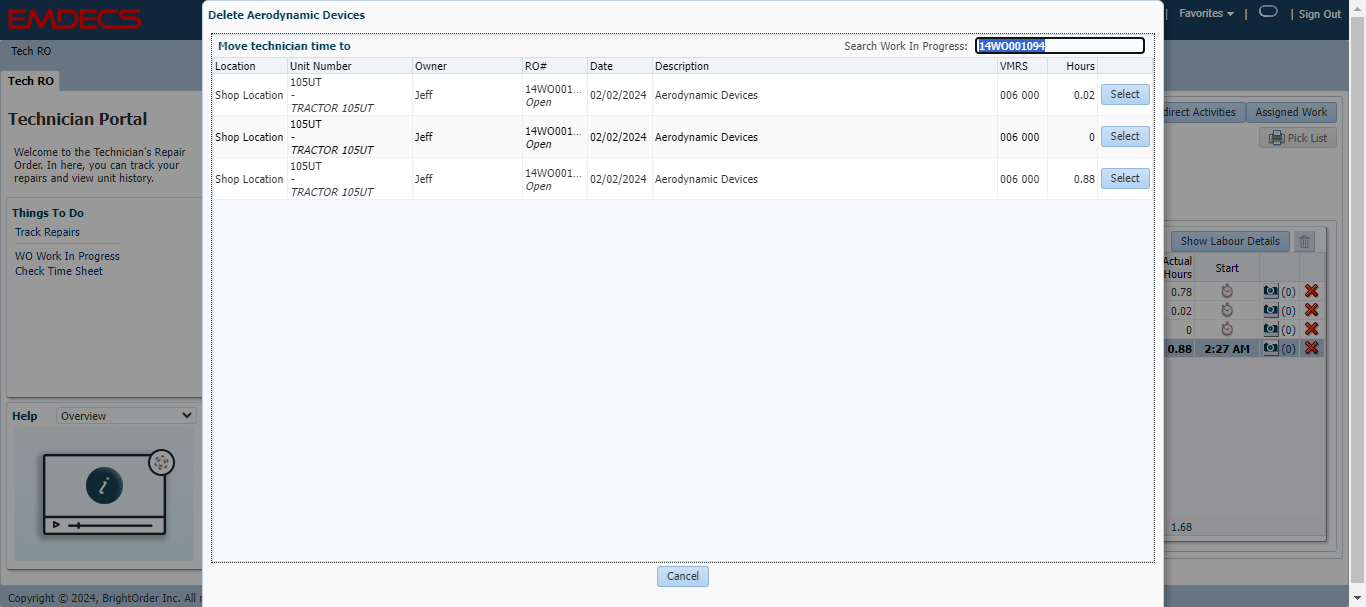 EMDECS
Favorites | Sign Out
Tech RO
Tech RO
Technician Portal
Welcome to the Technician's Repair
Order. In here, you can track your
repairs and view unit history.
Things To Do
Track Repairs
WO Work In Progress
Check Time Sheet
Help Overview
Copyright © 2024, BrightOrder Inc. All
Delete Aerodynamic Devices
Move technician time to Search Work In Progress: 14WO001094
Location Unit Number Owner RO# Date Description VMRS Hours
Shop Location 105UT - TRACTOR 105UT Jeff 14WO001... Open 02/02/2024 Aerodynamic Devices 006 000 0.02 Select
Shop Location 105UT - TRACTOR 105UT Jeff 14WO001... Open 02/02/2024 Aerodynamic Devices 006 000 0 Select
Shop Location 105UT - TRACTOR 105UT Jeff 14WO001... Open 02/02/2024 Aerodynamic Devices 006 000 0.88 Select
Cancel
direct Activities Assigned Work
Pick List
Show Labour Details
Actual Hours Start
0.78 (0)
0.02 (0)
0 (0)
0.88 2:27 AM (0)
1.68